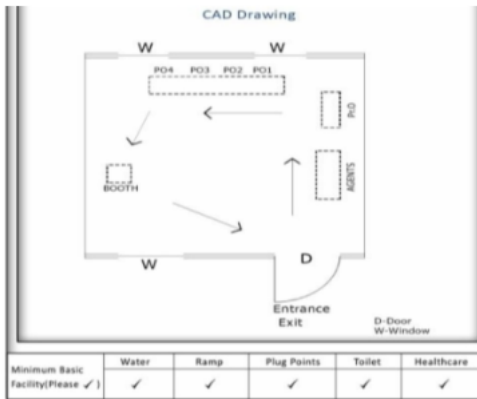 CAD Drawing
W W
PO4 PO3 PO2 PO1
PrO
AGENTS
BOOTH
W
D
Entrance
Exit
D-Door
W-Window
Minimum Basic Facility(Please ✓) Water Ramp Plug Points Toilet Healthcare
✓ ✓ ✓ ✓ ✓